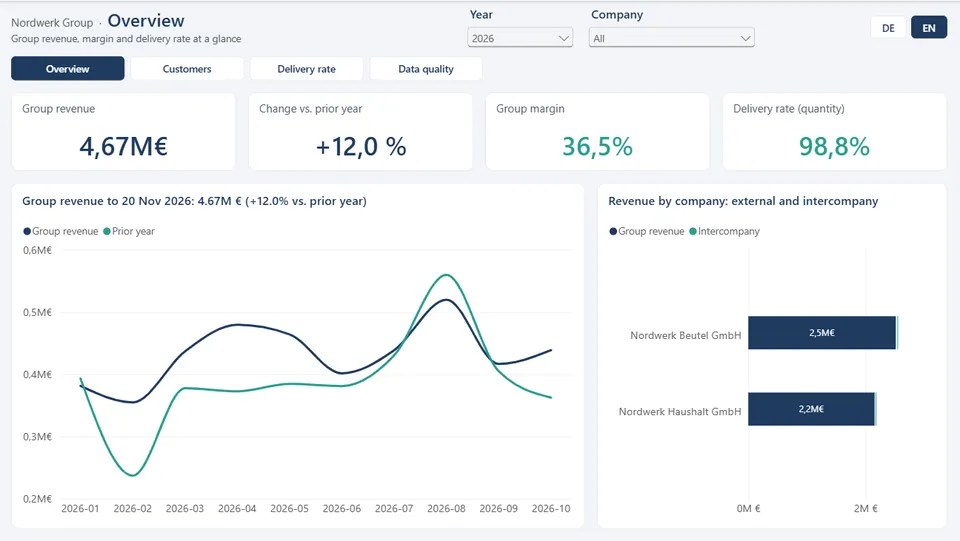 Nordwerk Group · Overview
Group revenue, margin and delivery rate at a glance
Year
2026
Company
All
DE
EN
Overview
Customers
Delivery rate
Data quality
Group revenue
4,67M€
Change vs. prior year
+12,0 %
Group margin
36,5%
Delivery rate (quantity)
98,8%
Group revenue to 20 Nov 2026: 4.67M € (+12.0% vs. prior year)
Group revenue
Prior year
0,6M€
0,5M€
0,4M€
0,3M€
0,2M€
2026-01
2026-02
2026-03
2026-04
2026-05
2026-06
2026-07
2026-08
2026-09
2026-10
Revenue by company: external and intercompany
Group revenue
Intercompany
Nordwerk Beutel GmbH
2,5M€
Nordwerk Haushalt GmbH
2,2M€
0M €
2M €